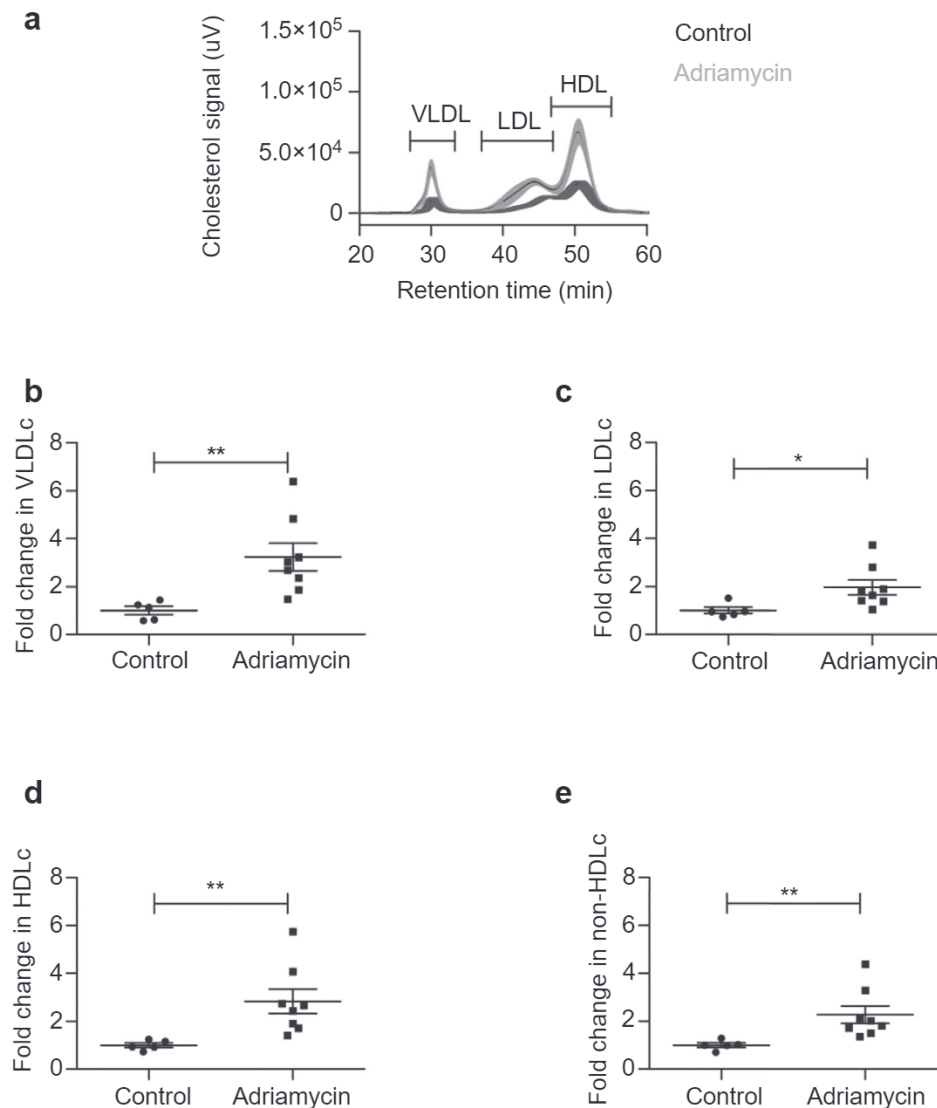 a
Cholesterol signal (uV)
1.5×10⁵
1.0×10⁵
5.0×10⁴
0
VLDL
LDL
HDL
20 30 40 50 60
Retention time (min)
Control
Adriamycin
b
Fold change in VLDLc
8
6
4
2
0
**
Control Adriamycin
c
Fold change in LDLc
8
6
4
2
0
*
Control Adriamycin
d
Fold change in HDLc
8
6
4
2
0
**
Control Adriamycin
e
Fold change in non-HDLc
8
6
4
2
0
**
Control Adriamycin